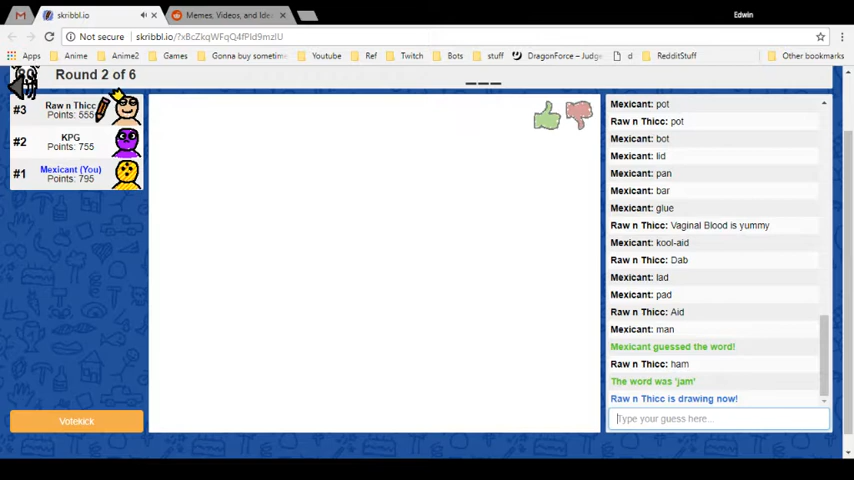 Edwin
skribbl.io
Memes, Videos, and Ide
Not secure | skribbl.io/?xBcZkqWFqQ4fPld9mzIU
Apps Anime Anime2 Games Gonna buy sometime Youtube Ref Twitch Bots stuff DragonForce – Judge d RedditStuff Other bookmarks
Round 2 of 6
#3 Raw n Thicc
Points: 555
#2 KPG
Points: 755
#1 Mexicant (You)
Points: 795
Votekick
Mexicant: pot
Raw n Thicc: pot
Mexicant: bot
Mexicant: lid
Mexicant: pan
Mexicant: bar
Mexicant: glue
Raw n Thicc: Vaginal Blood is yummy
Mexicant: kool-aid
Raw n Thicc: Dab
Mexicant: lad
Mexicant: pad
Raw n Thicc: Aid
Mexicant: man
Mexicant guessed the word!
Raw n Thicc: ham
The word was 'jam'
Raw n Thicc is drawing now!
Type your guess here...